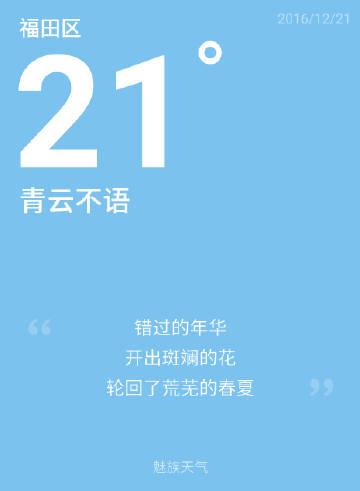 福田区
2016/12/21
21°
青云不语
“
错过的年华
开出斑斓的花
轮回了荒芜的春夏
”
魅族天气